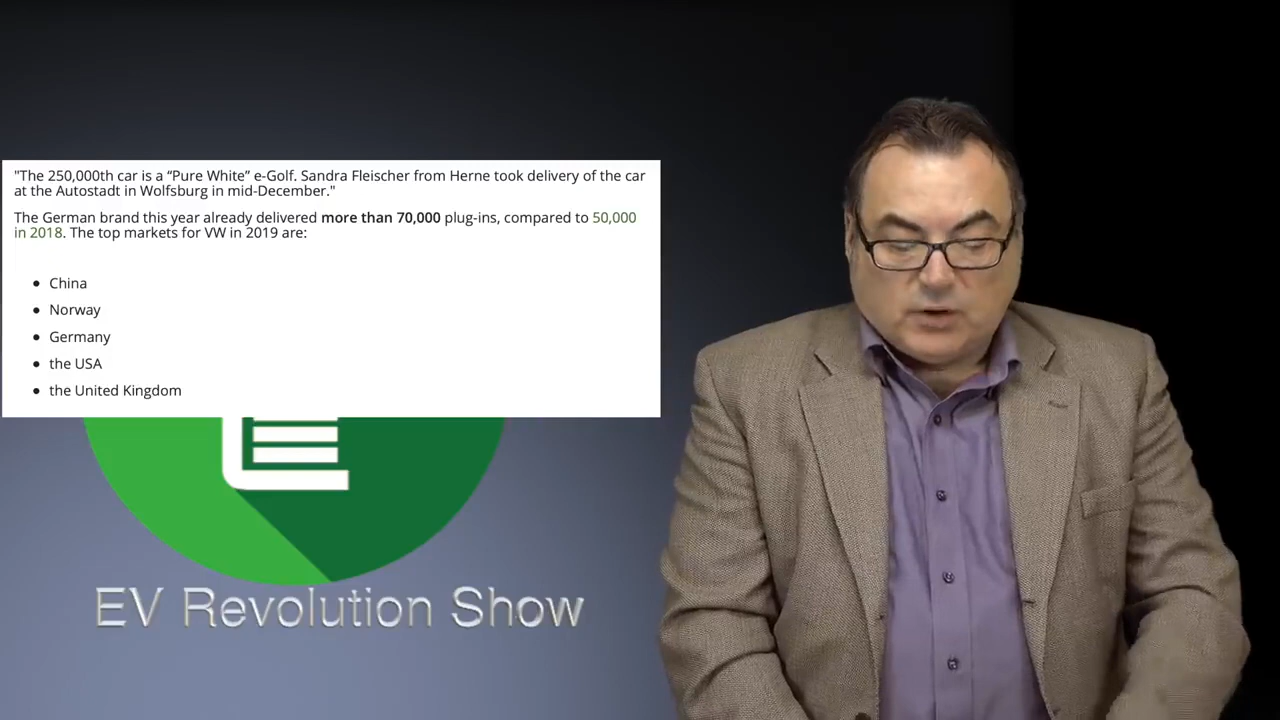 "The 250,000th car is a “Pure White” e-Golf. Sandra Fleischer from Herne took delivery of the car
at the Autostadt in Wolfsburg in mid-December."
The German brand this year already delivered more than 70,000 plug-ins, compared to 50,000
in 2018. The top markets for VW in 2019 are:
• China
• Norway
• Germany
• the USA
• the United Kingdom
EV Revolution Show